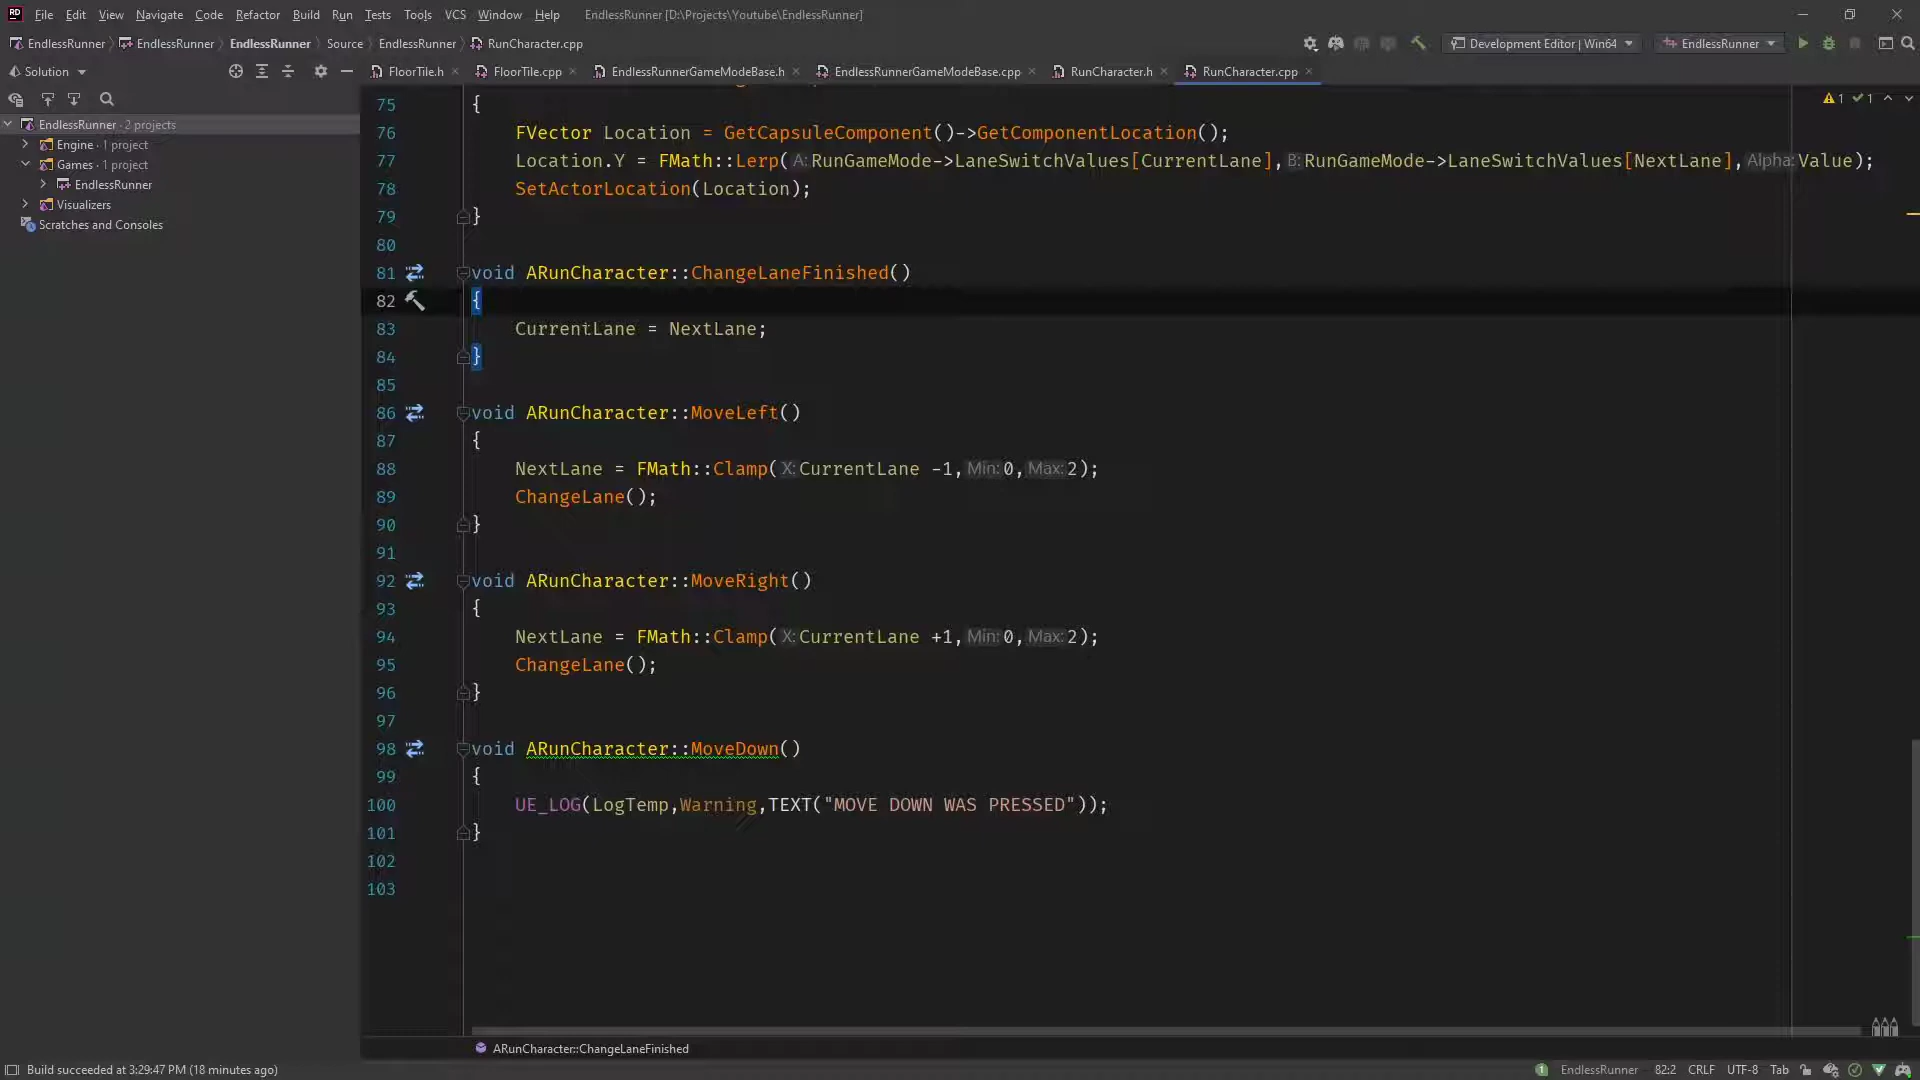 RD File Edit View Navigate Code Refactor Build Run Tests Tools VCS Window Help EndlessRunner [D:\Projects\Youtube\EndlessRunner]
EndlessRunner EndlessRunner EndlessRunner Source EndlessRunner RunCharacter.cpp Development Editor | Win64 EndlessRunner
Solution FloorTile.h FloorTile.cpp EndlessRunnerGameModeBase.h EndlessRunnerGameModeBase.cpp RunCharacter.h RunCharacter.cpp
1 1
EndlessRunner · 2 projects
Engine · 1 project
Games · 1 project
EndlessRunner
Visualizers
Scratches and Consoles
75 {
76 FVector Location = GetCapsuleComponent()->GetComponentLocation();
77 Location.Y = FMath::Lerp( A: RunGameMode->LaneSwitchValues[CurrentLane], B: RunGameMode->LaneSwitchValues[NextLane], Alpha: Value);
78 SetActorLocation(Location);
79 }
80
81 void ARunCharacter::ChangeLaneFinished()
82 {
83 CurrentLane = NextLane;
84 }
85
86 void ARunCharacter::MoveLeft()
87 {
88 NextLane = FMath::Clamp( X: CurrentLane -1, Min: 0, Max: 2);
89 ChangeLane();
90 }
91
92 void ARunCharacter::MoveRight()
93 {
94 NextLane = FMath::Clamp( X: CurrentLane +1, Min: 0, Max: 2);
95 ChangeLane();
96 }
97
98 void ARunCharacter::MoveDown()
99 {
100 UE_LOG(LogTemp,Warning,TEXT("MOVE DOWN WAS PRESSED"));
101 }
102
103
ARunCharacter::ChangeLaneFinished
Build succeeded at 3:29:47 PM (18 minutes ago) 1 EndlessRunner 82:2 CRLF UTF-8 Tab